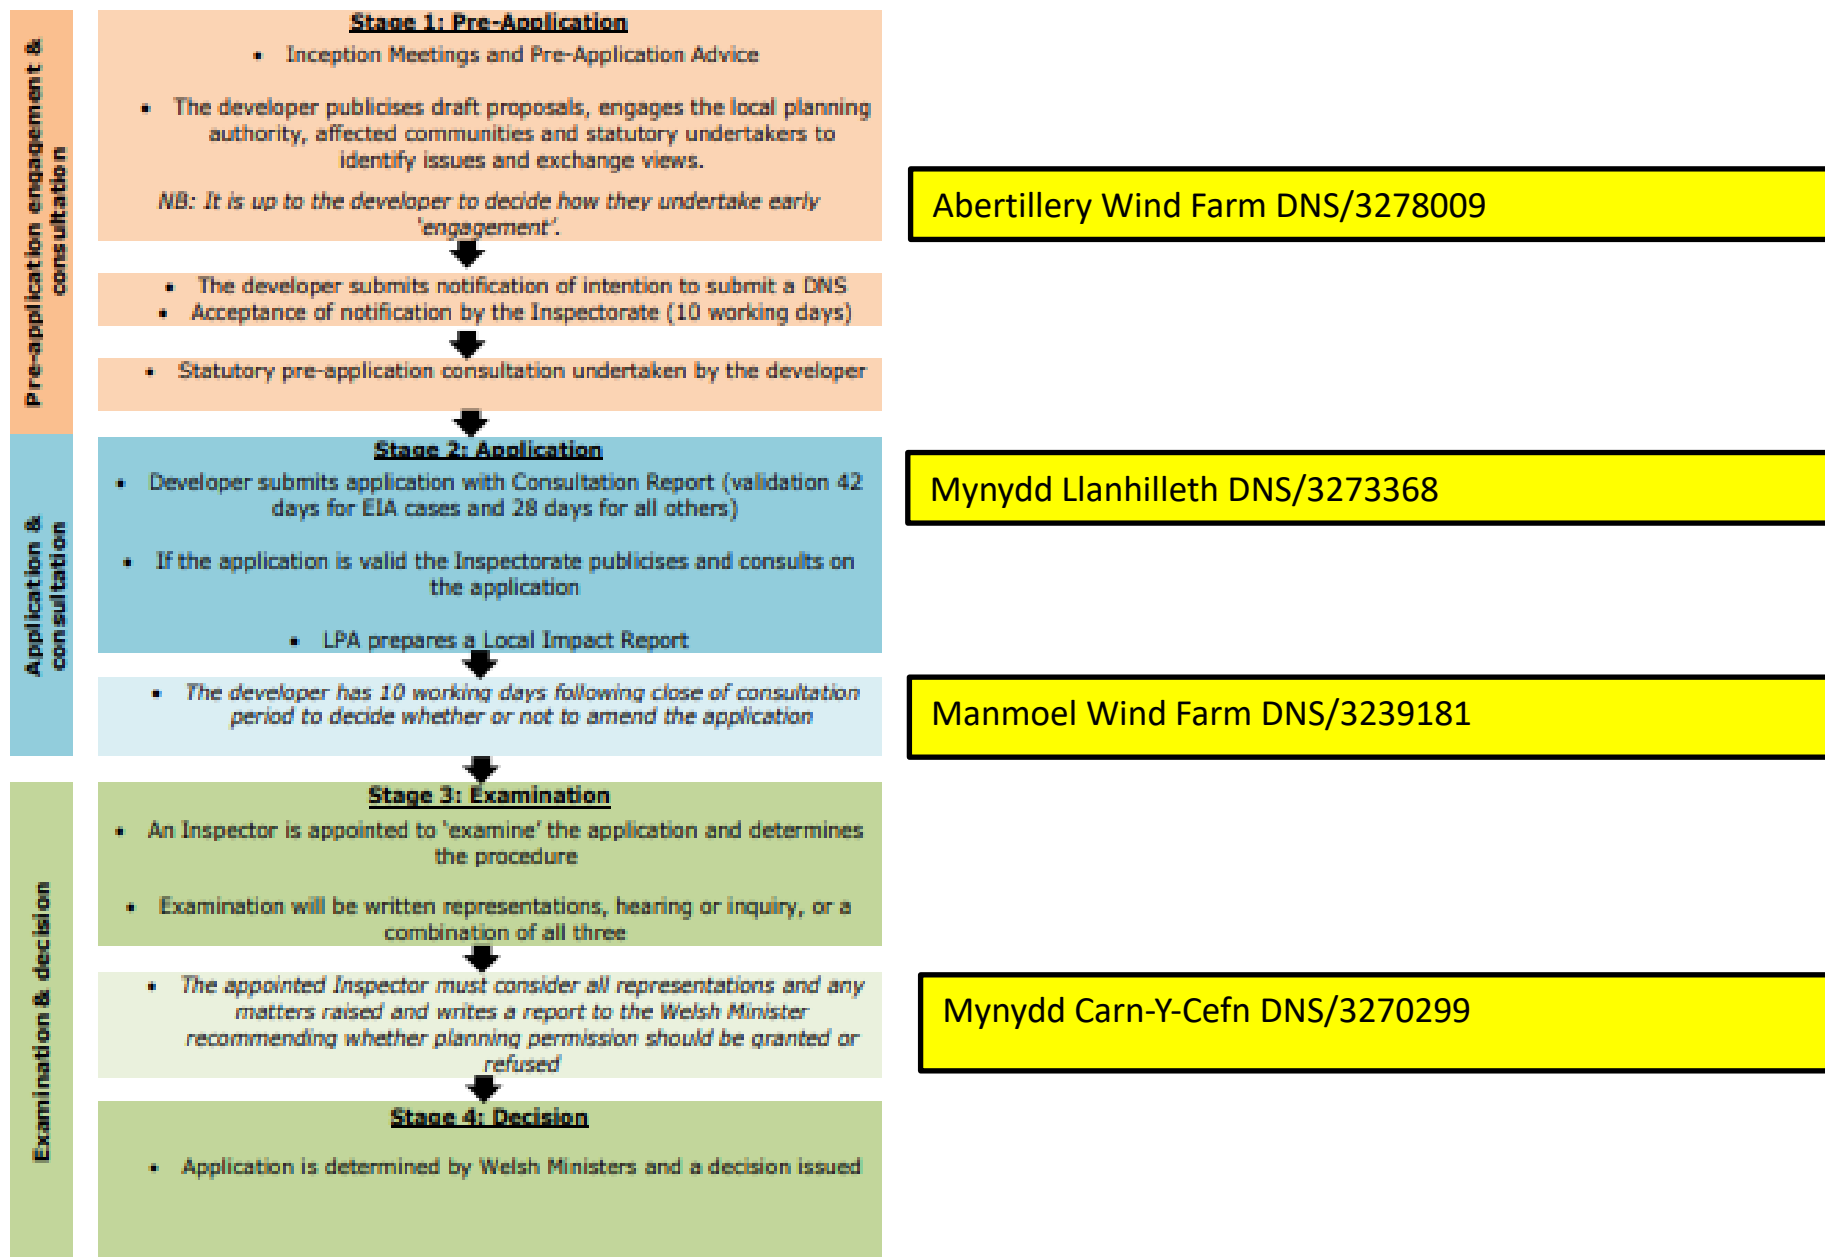 Pre-application engagement &
consultation
Stage 1: Pre-Application
• Inception Meetings and Pre-Application Advice
• The developer publicises draft proposals, engages the local planning
authority, affected communities and statutory undertakers to
identify issues and exchange views.
NB: It is up to the developer to decide how they undertake early
'engagement'.
Abertillery Wind Farm DNS/3278009
• The developer submits notification of intention to submit a DNS
• Acceptance of notification by the Inspectorate (10 working days)
• Statutory pre-application consultation undertaken by the developer
Application &
consultation
Stage 2: Application
• Developer submits application with Consultation Report (validation 42
days for EIA cases and 28 days for all others)
• If the application is valid the Inspectorate publicises and consults on
the application
• LPA prepares a Local Impact Report
Mynydd Llanhilleth DNS/3273368
• The developer has 10 working days following close of consultation
period to decide whether or not to amend the application
Manmoel Wind Farm DNS/3239181
Examination & decision
Stage 3: Examination
• An Inspector is appointed to 'examine' the application and determines
the procedure
• Examination will be written representations, hearing or inquiry, or a
combination of all three
• The appointed Inspector must consider all representations and any
matters raised and writes a report to the Welsh Minister
recommending whether planning permission should be granted or
refused
Mynydd Carn-Y-Cefn DNS/3270299
Stage 4: Decision
• Application is determined by Welsh Ministers and a decision issued